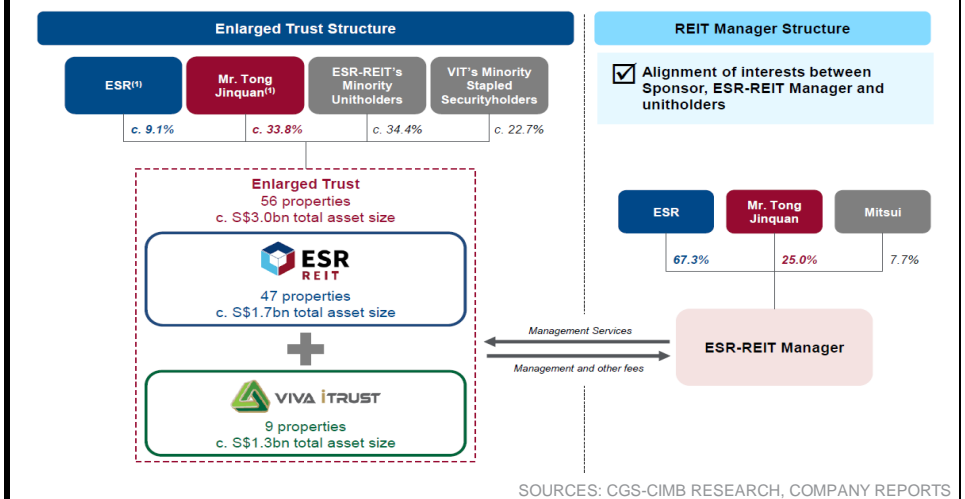 Enlarged Trust Structure
REIT Manager Structure
ESR(1)
Mr. Tong
Jinquan(1)
ESR-REIT's
Minority
Unitholders
VIT's Minority
Stapled
Securityholders
c. 9.1%
c. 33.8%
c. 34.4%
c. 22.7%
Alignment of interests between
Sponsor, ESR-REIT Manager and
unitholders
Enlarged Trust
56 properties
c. S$3.0bn total asset size
ESR
REIT
47 properties
c. S$1.7bn total asset size
VIVA iTRUST
9 properties
c. S$1.3bn total asset size
ESR
Mr. Tong
Jinquan
Mitsui
67.3%
25.0%
7.7%
Management Services
Management and other fees
ESR-REIT Manager
SOURCES: CGS-CIMB RESEARCH, COMPANY REPORTS